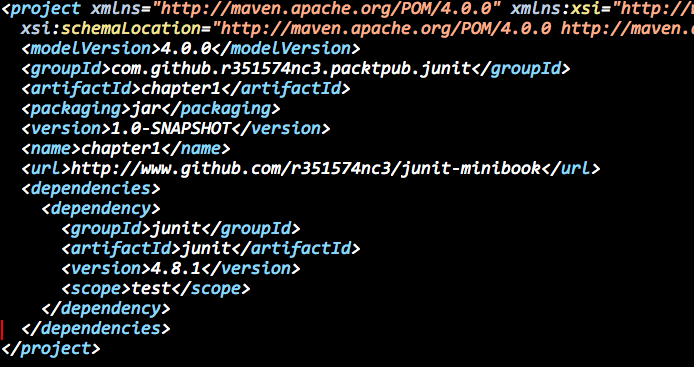 <project xmlns="http://maven.apache.org/POM/4.0.0" xmlns:xsi="http://
xsi:schemaLocation="http://maven.apache.org/POM/4.0.0 http://maven.
<modelVersion>4.0.0</modelVersion>
<groupId>com.github.r351574nc3.packtpub.junit</groupId>
<artifactId>chapter1</artifactId>
<packaging>jar</packaging>
<version>1.0-SNAPSHOT</version>
<name>chapter1</name>
<url>http://www.github.com/r351574nc3/junit-minibook</url>
<dependencies>
<dependency>
<groupId>junit</groupId>
<artifactId>junit</artifactId>
<version>4.8.1</version>
<scope>test</scope>
</dependency>
</dependencies>
</project>